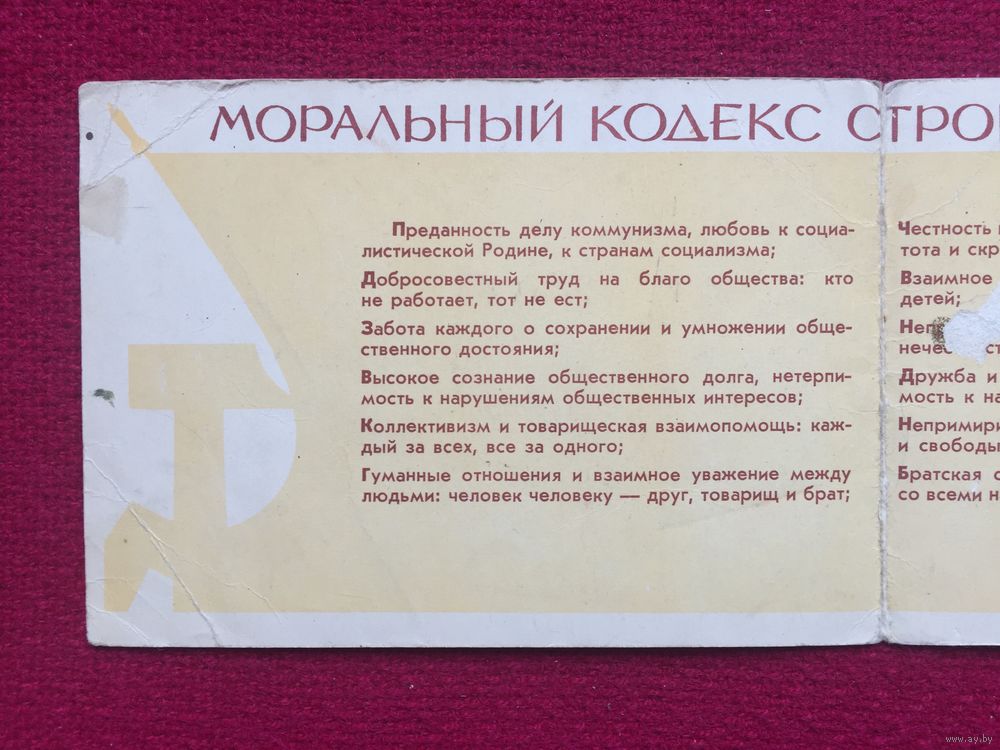 МОРАЛЬНЫЙ КОДЕКС СТРО
Преданность делу коммунизма, любовь к социа-
листической Родине, к странам социализма;
Добросовестный труд на благо общества: кто
не работает, тот не ест;
Забота каждого о сохранении и умножении обще-
ственного достояния;
Высокое сознание общественного долга, нетерпи-
мость к нарушениям общественных интересов;
Коллективизм и товарищеская взаимопомощь: каж-
дый за всех, все за одного;
Гуманные отношения и взаимное уважение между
людьми: человек человеку — друг, товарищ и брат;
Честность
тота и скр
Взаимное
детей;
Дружба и
мость к на
Непримири
и свободы
Братская с
со всеми н
www.ay.by